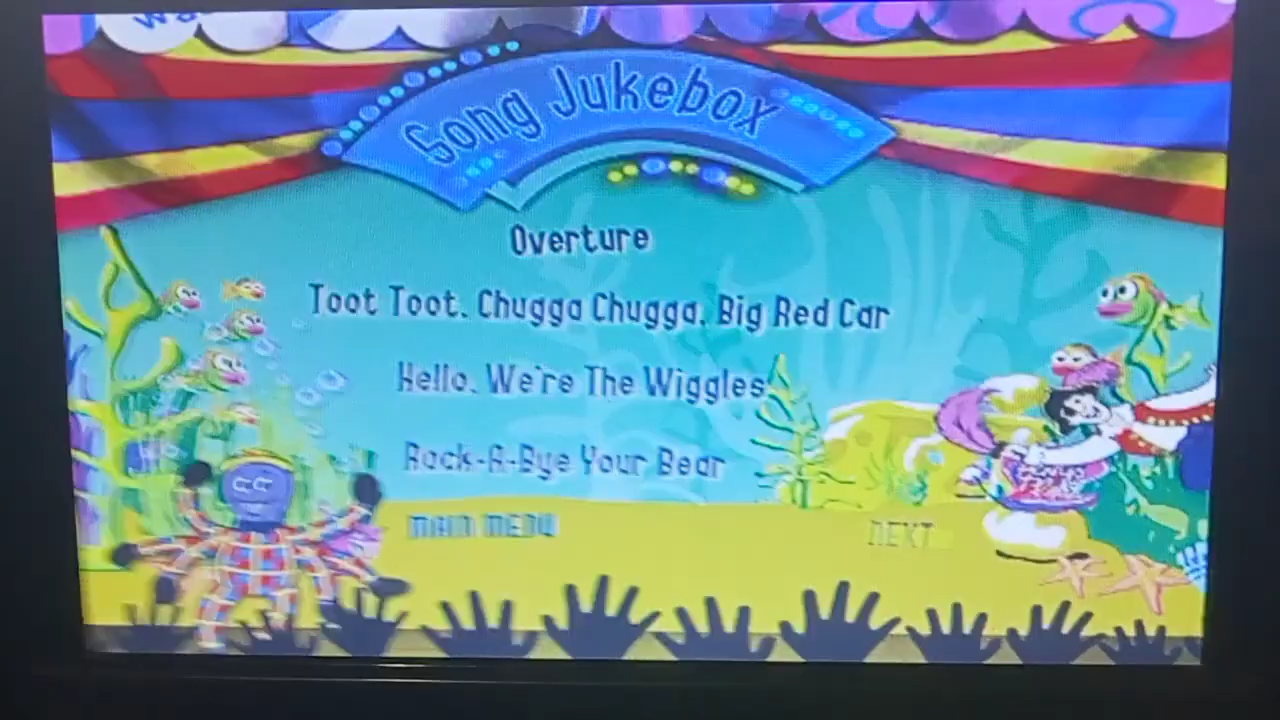 Song Jukebox
Overture
Toot Toot, Chugga Chugga, Big Red Car
Hello, We're The Wiggles
Rock-A-Bye Your Bear
MAIN MENU
NEXT